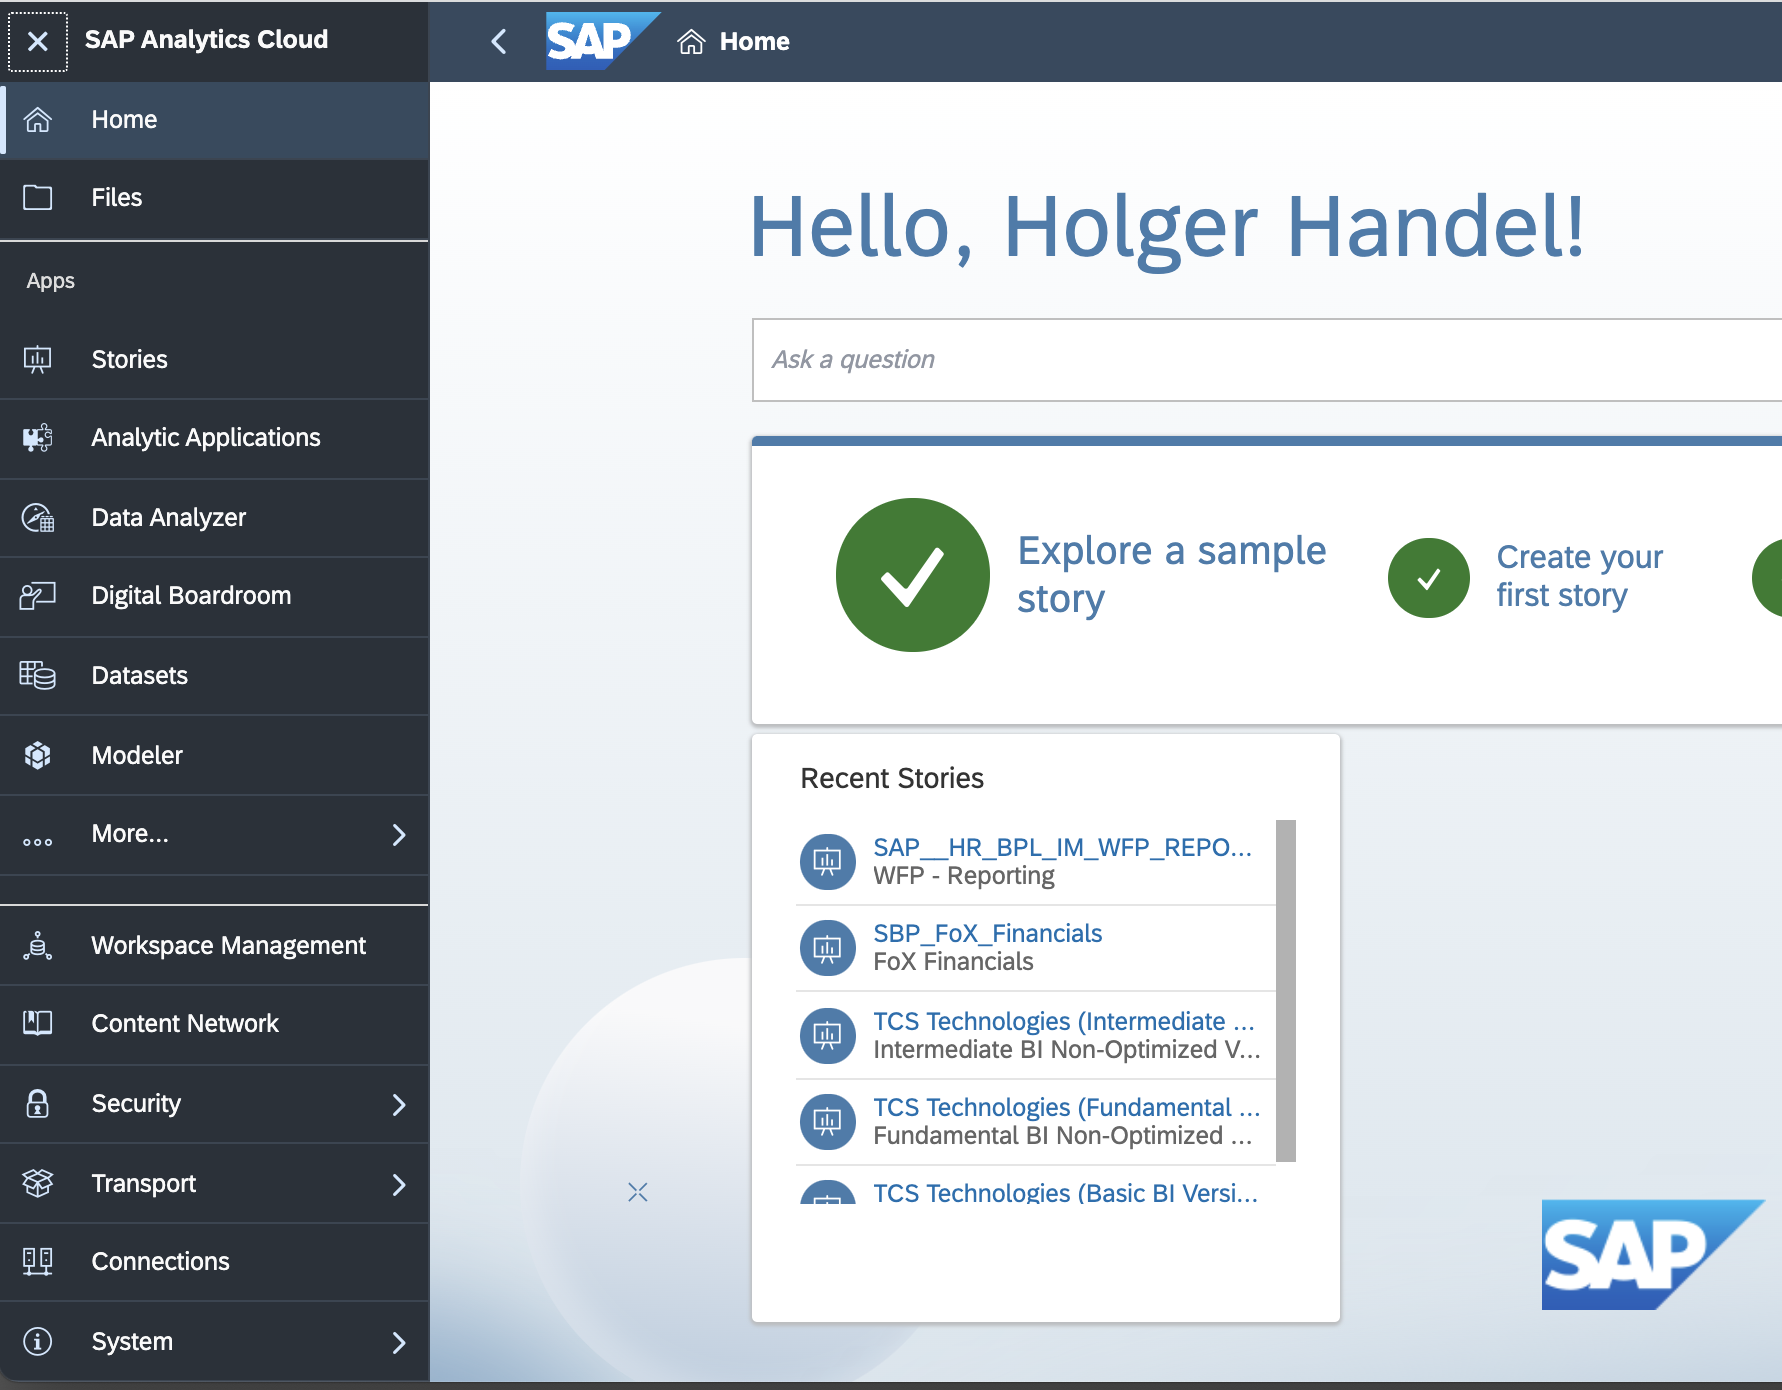 SAP Analytics Cloud
Home
Files
Apps
Stories
Analytic Applications
Data Analyzer
Digital Boardroom
Datasets
Modeler
More...
Workspace Management
Content Network
Security
Transport
Connections
System
SAP
Home
Hello, Holger Handel!
Ask a question
Explore a sample
story
Create your
first story
Recent Stories
SAP__HR_BPL_IM_WFP_REPO...
WFP - Reporting
SBP_FoX_Financials
FoX Financials
TCS Technologies (Intermediate ...
Intermediate BI Non-Optimized V...
TCS Technologies (Fundamental ...
Fundamental BI Non-Optimized ...
TCS Technologies (Basic BI Versi...
SAP